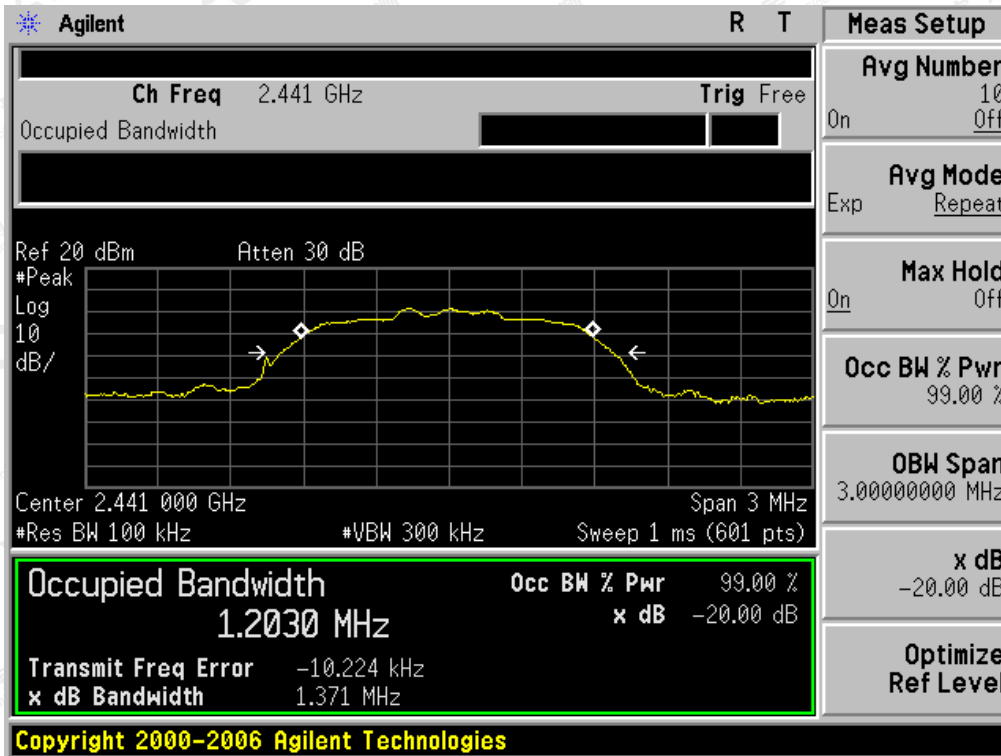 Agilent R T
Ch Freq 2.441 GHz Trig Free
Occupied Bandwidth
Ref 20 dBm Atten 30 dB
#Peak
Log
10
dB/
Center 2.441 000 GHz Span 3 MHz
#Res BW 100 kHz #VBW 300 kHz Sweep 1 ms (601 pts)
Occupied Bandwidth Occ BW % Pwr 99.00 %
1.2030 MHz x dB -20.00 dB
Transmit Freq Error -10.224 kHz
x dB Bandwidth 1.371 MHz
Copyright 2000-2006 Agilent Technologies
Meas Setup
Avg Number
10
On Off
Avg Mode
Exp Repeat
Max Hold
On Off
Occ BW % Pwr
99.00 %
OBW Span
3.00000000 MHz
x dB
-20.00 dB
Optimize
Ref Level